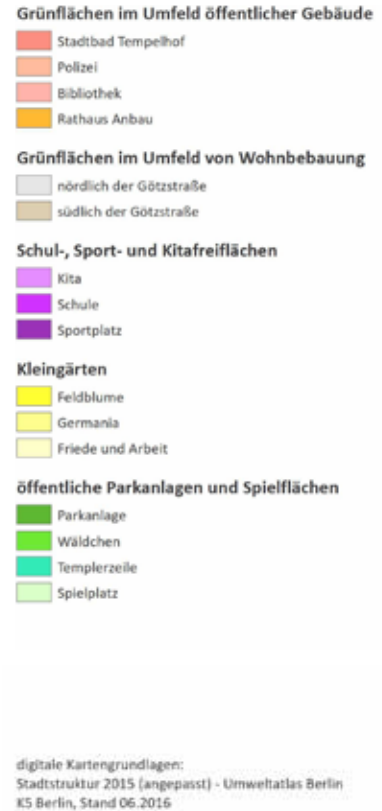 Grünflächen im Umfeld öffentlicher Gebäude
Stadtbad Tempelhof
Polizei
Bibliothek
Rathaus Anbau
Grünflächen im Umfeld von Wohnbebauung
nördlich der Götzstraße
südlich der Götzstraße
Schul-, Sport- und Kitafreiflächen
Kita
Schule
Sportplatz
Kleingärten
Feldblume
Germania
Friede und Arbeit
öffentliche Parkanlagen und Spielflächen
Parkanlage
Wäldchen
Templerzeile
Spielplatz
digitale Kartengrundlagen:
Stadtstruktur 2015 (angepasst) - Umweltatlas Berlin
K5 Berlin, Stand 06.2016